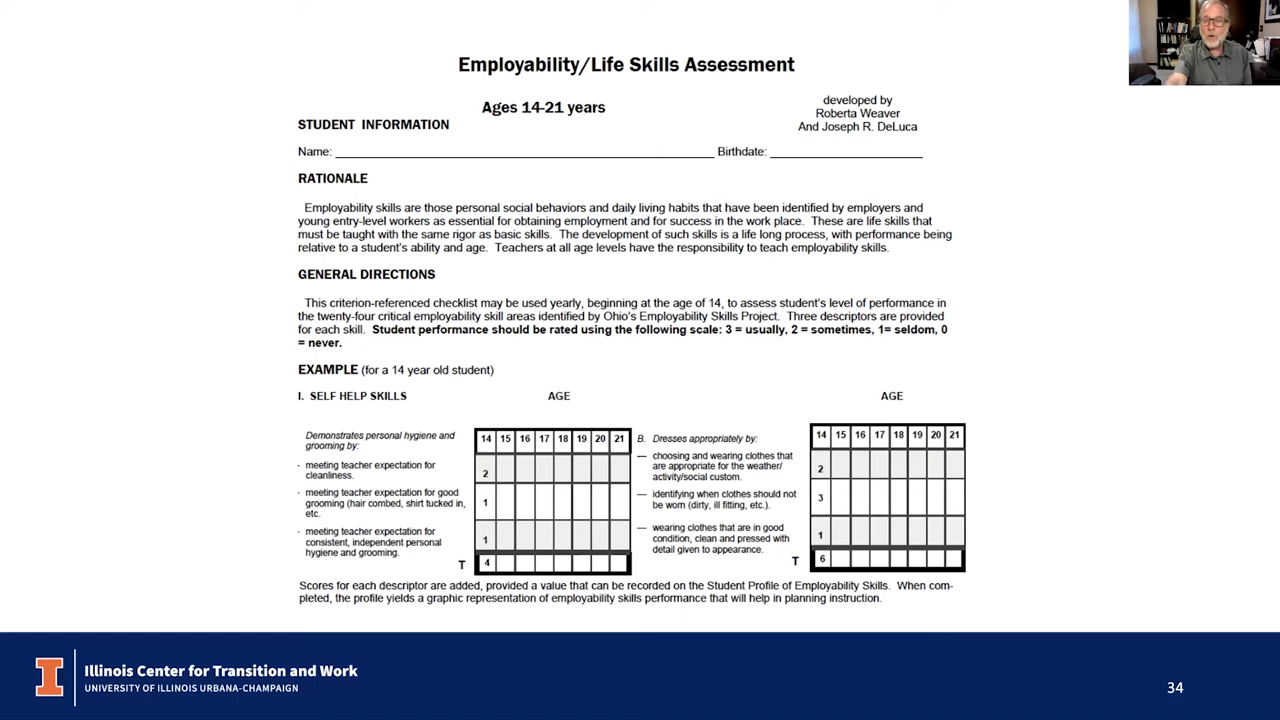 Employability/Life Skills Assessment
Ages 14-21 years
developed by
Roberta Weaver
And Joseph R. DeLuca
STUDENT INFORMATION
Name: Birthdate:
RATIONALE
Employability skills are those personal social behaviors and daily living habits that have been identified by employers and
young entry-level workers as essential for obtaining employment and for success in the work place. These are life skills that
must be taught with the same rigor as basic skills. The development of such skills is a life long process, with performance being
relative to a student's ability and age. Teachers at all age levels have the responsibility to teach employability skills.
GENERAL DIRECTIONS
This criterion-referenced checklist may be used yearly, beginning at the age of 14, to assess student's level of performance in
the twenty-four critical employability skill areas identified by Ohio's Employability Skills Project. Three descriptors are provided
for each skill. Student performance should be rated using the following scale: 3 = usually, 2 = sometimes, 1= seldom, 0
= never.
EXAMPLE (for a 14 year old student)
I. SELF HELP SKILLS AGE
Demonstrates personal hygiene and
grooming by:
· meeting teacher expectation for
cleanliness.
· meeting teacher expectation for good
grooming (hair combed, shirt tucked in,
etc.
· meeting teacher expectation for
consistent, independent personal
hygiene and grooming.
14 15 16 17 18 19 20 21
2
1
1
T 4
AGE
B. Dresses appropriately by:
— choosing and wearing clothes that
are appropriate for the weather/
activity/social custom.
— identifying when clothes should not
be worn (dirty, ill fitting, etc.).
— wearing clothes that are in good
condition, clean and pressed with
detail given to appearance.
14 15 16 17 18 19 20 21
2
3
1
T 6
Scores for each descriptor are added, provided a value that can be recorded on the Student Profile of Employability Skills. When com-
pleted, the profile yields a graphic representation of employability skills performance that will help in planning instruction.
I
Illinois Center for Transition and Work
UNIVERSITY OF ILLINOIS URBANA-CHAMPAIGN
34